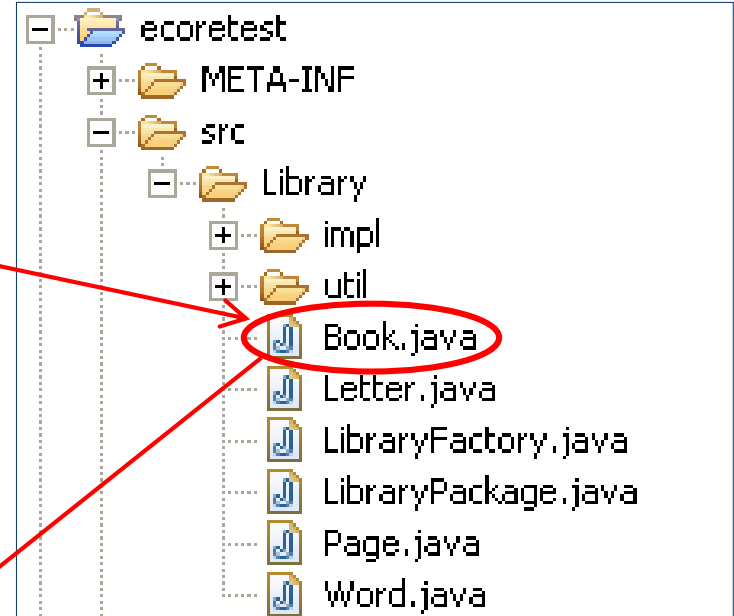 ecoretest
META-INF
src
Library
impl
util
Book.java
Letter.java
LibraryFactory.java
LibraryPackage.java
Page.java
Word.java